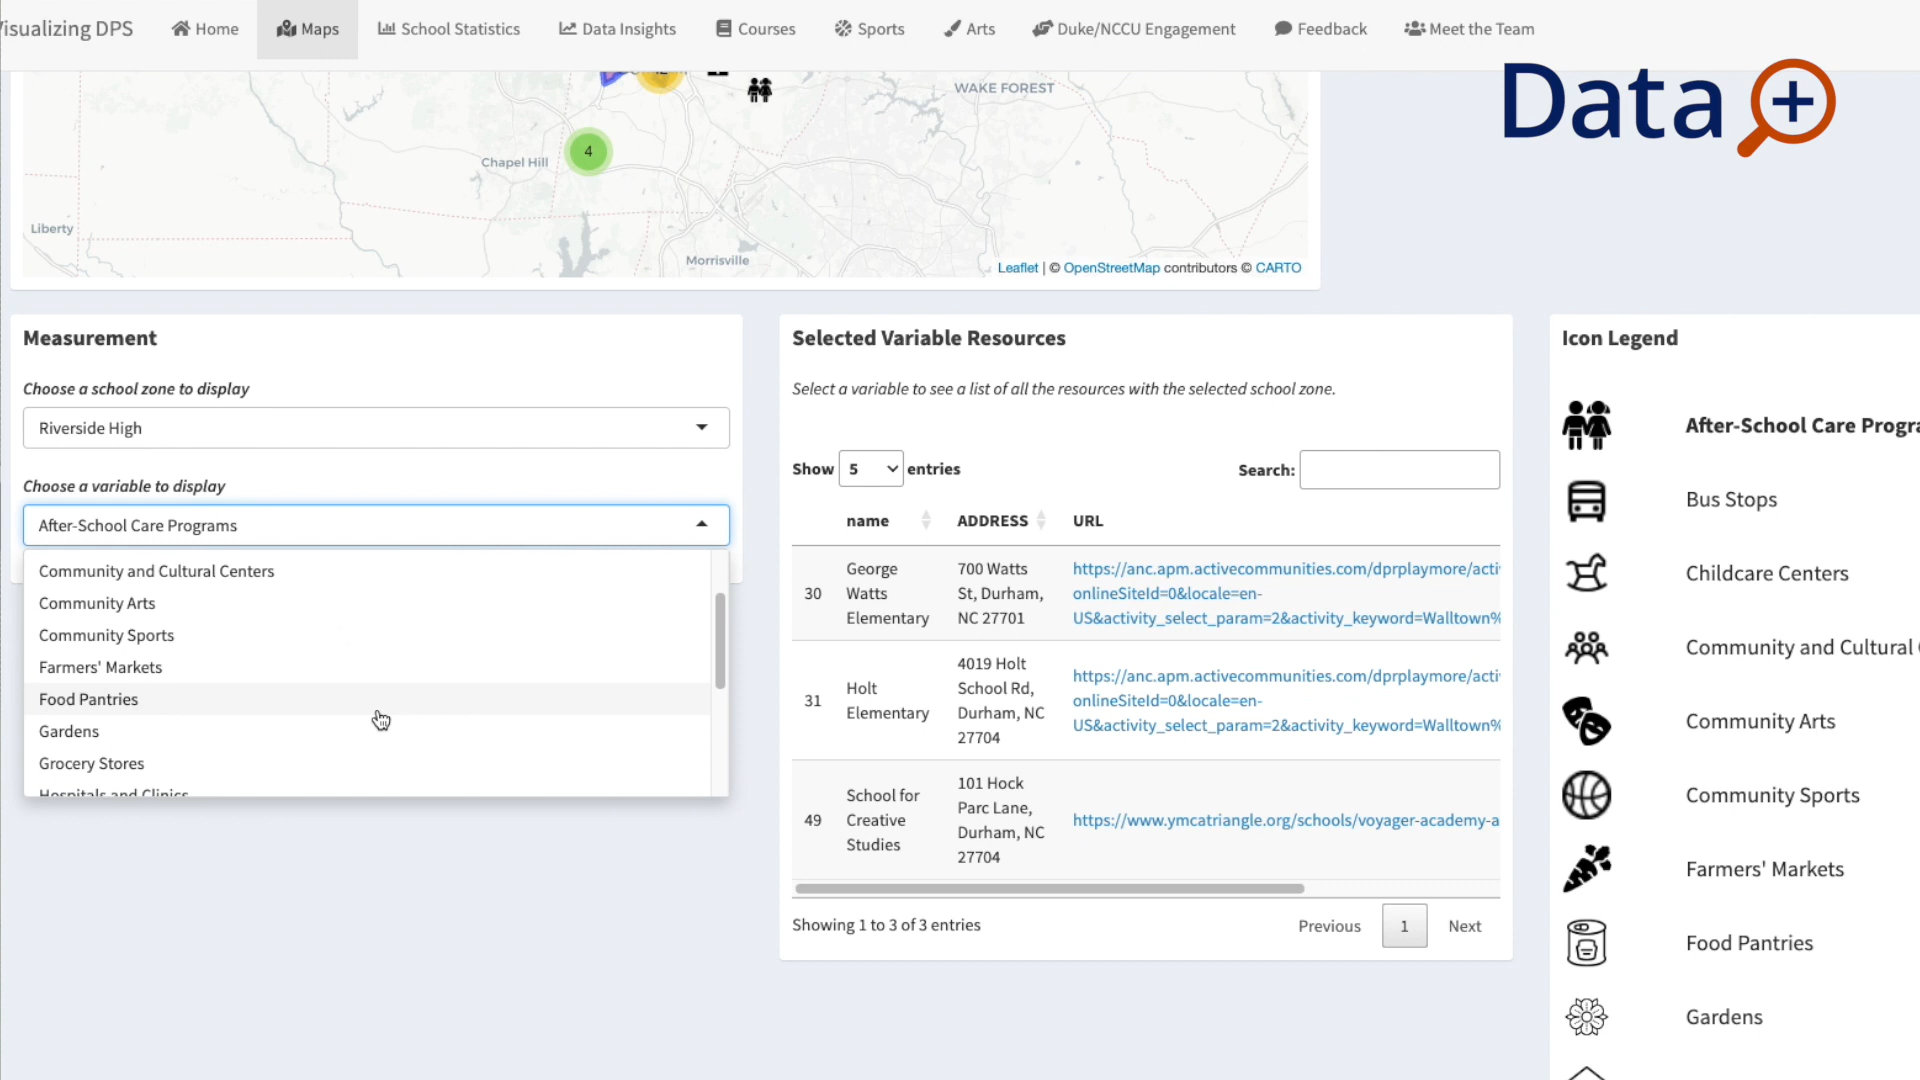 Visualizing DPS
Home
Maps
School Statistics
Data Insights
Courses
Sports
Arts
Duke/NCCU Engagement
Feedback
Meet the Team
Data+
WAKE FOREST
4
Chapel Hill
Liberty
Morrisville
Leaflet | © OpenStreetMap contributors © CARTO
Measurement
Choose a school zone to display
Riverside High
Choose a variable to display
After-School Care Programs
Community and Cultural Centers
Community Arts
Community Sports
Farmers' Markets
Food Pantries
Gardens
Grocery Stores
Hospitals and Clinics
Selected Variable Resources
Select a variable to see a list of all the resources with the selected school zone.
Show 5 entries
Search:
name ADDRESS URL
30
George
Watts
Elementary
700 Watts
St, Durham,
NC 27701
https://anc.apm.activecommunities.com/dprplaymore/acti
onlineSiteId=0&locale=en-
US&activity_select_param=2&activity_keyword=Walltown%
31
Holt
Elementary
4019 Holt
School Rd,
Durham, NC
27704
https://anc.apm.activecommunities.com/dprplaymore/acti
onlineSiteId=0&locale=en-
US&activity_select_param=2&activity_keyword=Walltown%
49
School for
Creative
Studies
101 Hock
Parc Lane,
Durham, NC
27704
https://www.ymcatriangle.org/schools/voyager-academy-a
Showing 1 to 3 of 3 entries
Previous 1 Next
Icon Legend
After-School Care Progra
Bus Stops
Childcare Centers
Community and Cultural
Community Arts
Community Sports
Farmers' Markets
Food Pantries
Gardens